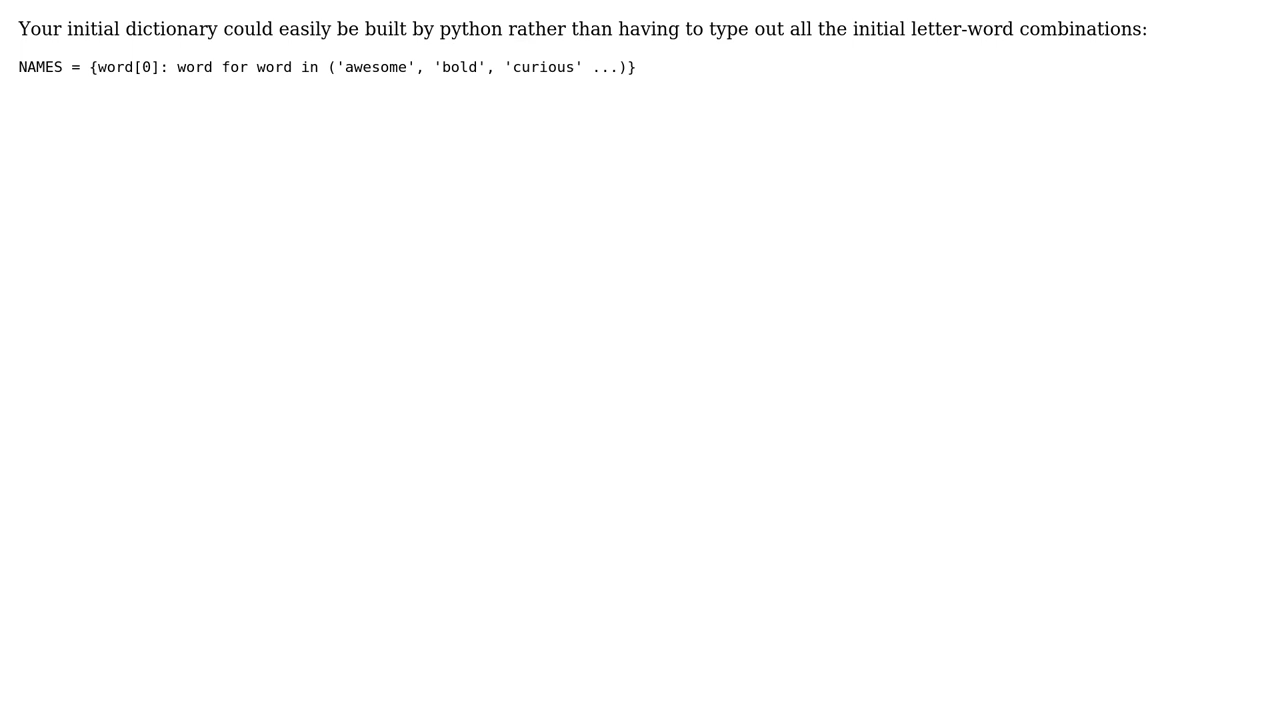 Your initial dictionary could easily be built by python rather than having to type out all the initial letter-word combinations:
NAMES = {word[0]: word for word in ('awesome', 'bold', 'curious' ...)}